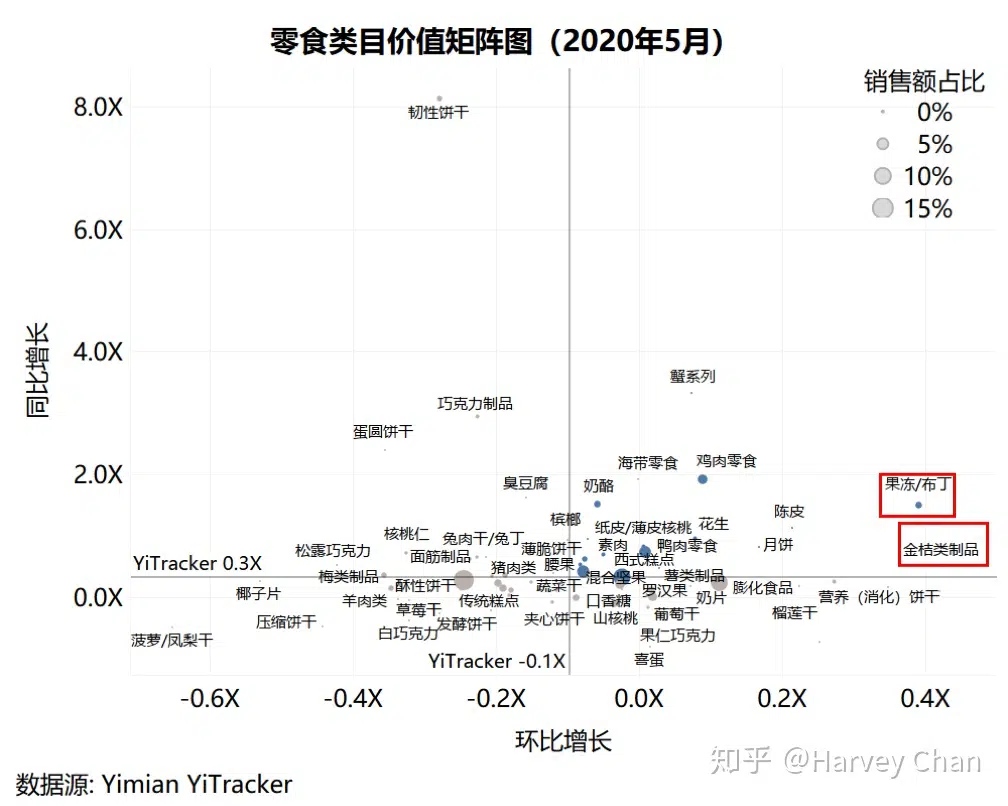 零食类目价值矩阵图（2020年5月）
销售额占比
0%
5%
10%
15%
8.0X
韧性饼干
6.0X
同比增长
4.0X
蟹系列
巧克力制品
蛋圆饼干
2.0X
海带零食
鸡肉零食
臭豆腐
奶酪
果冻/布丁
陈皮
槟榔
纸皮/薄皮核桃
花生
核桃仁
兔肉干/兔丁
月饼
松露巧克力
面筋制品
薄脆饼干
素肉
鸭肉零食
金桔类制品
YiTracker 0.3X
猪肉类
腰果
西式糕点
梅类制品
酥性饼干
蔬菜干
混合坚果
薯类制品
膨化食品
0.0X
椰子片
羊肉类
传统糕点
口香糖
罗汉果
奶片
营养（消化）饼干
草莓干
压缩饼干
发酵饼干
夹心饼干
山核桃
葡萄干
榴莲干
菠萝/凤梨干
白巧克力
果仁巧克力
YiTracker -0.1X
喜蛋
-0.6X
-0.4X
-0.2X
0.0X
0.2X
0.4X
环比增长
知乎 @Harvey Chan
数据源: Yimian YiTracker